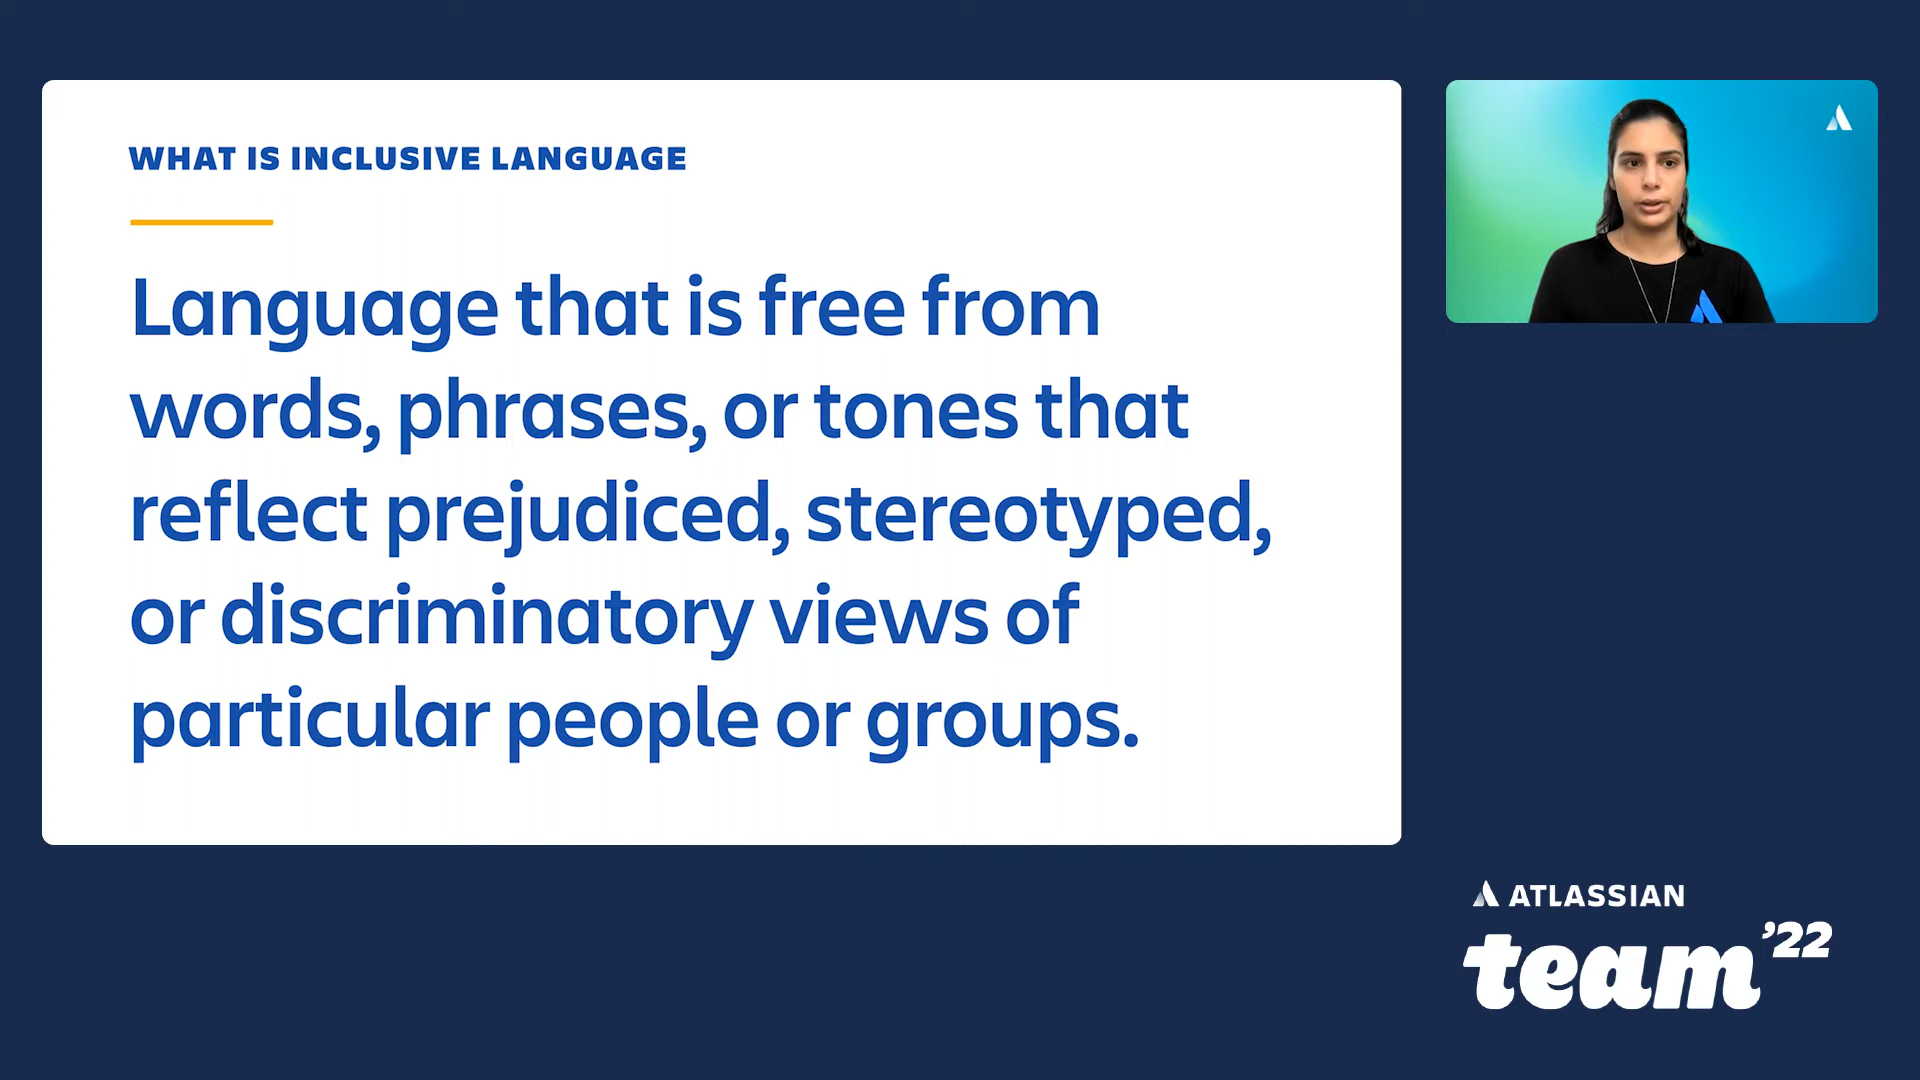 WHAT IS INCLUSIVE LANGUAGE
Language that is free from
words, phrases, or tones that
reflect prejudiced, stereotyped,
or discriminatory views of
particular people or groups.
ATLASSIAN
team ’22